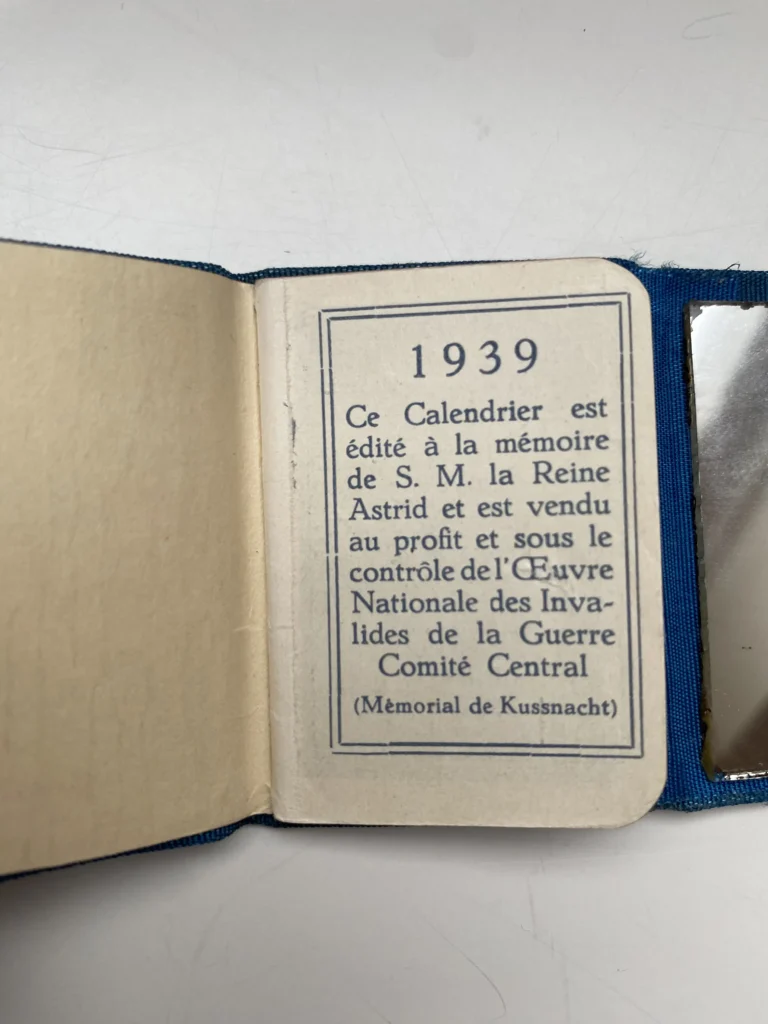 1939
Ce Calendrier est
édité à la mémoire
de S. M. la Reine
Astrid et est vendu
au profit et sous le
contrôle de l'Œuvre
Nationale des Inva-
lides de la Guerre
Comité Central
(Mèmorial de Kussnacht)